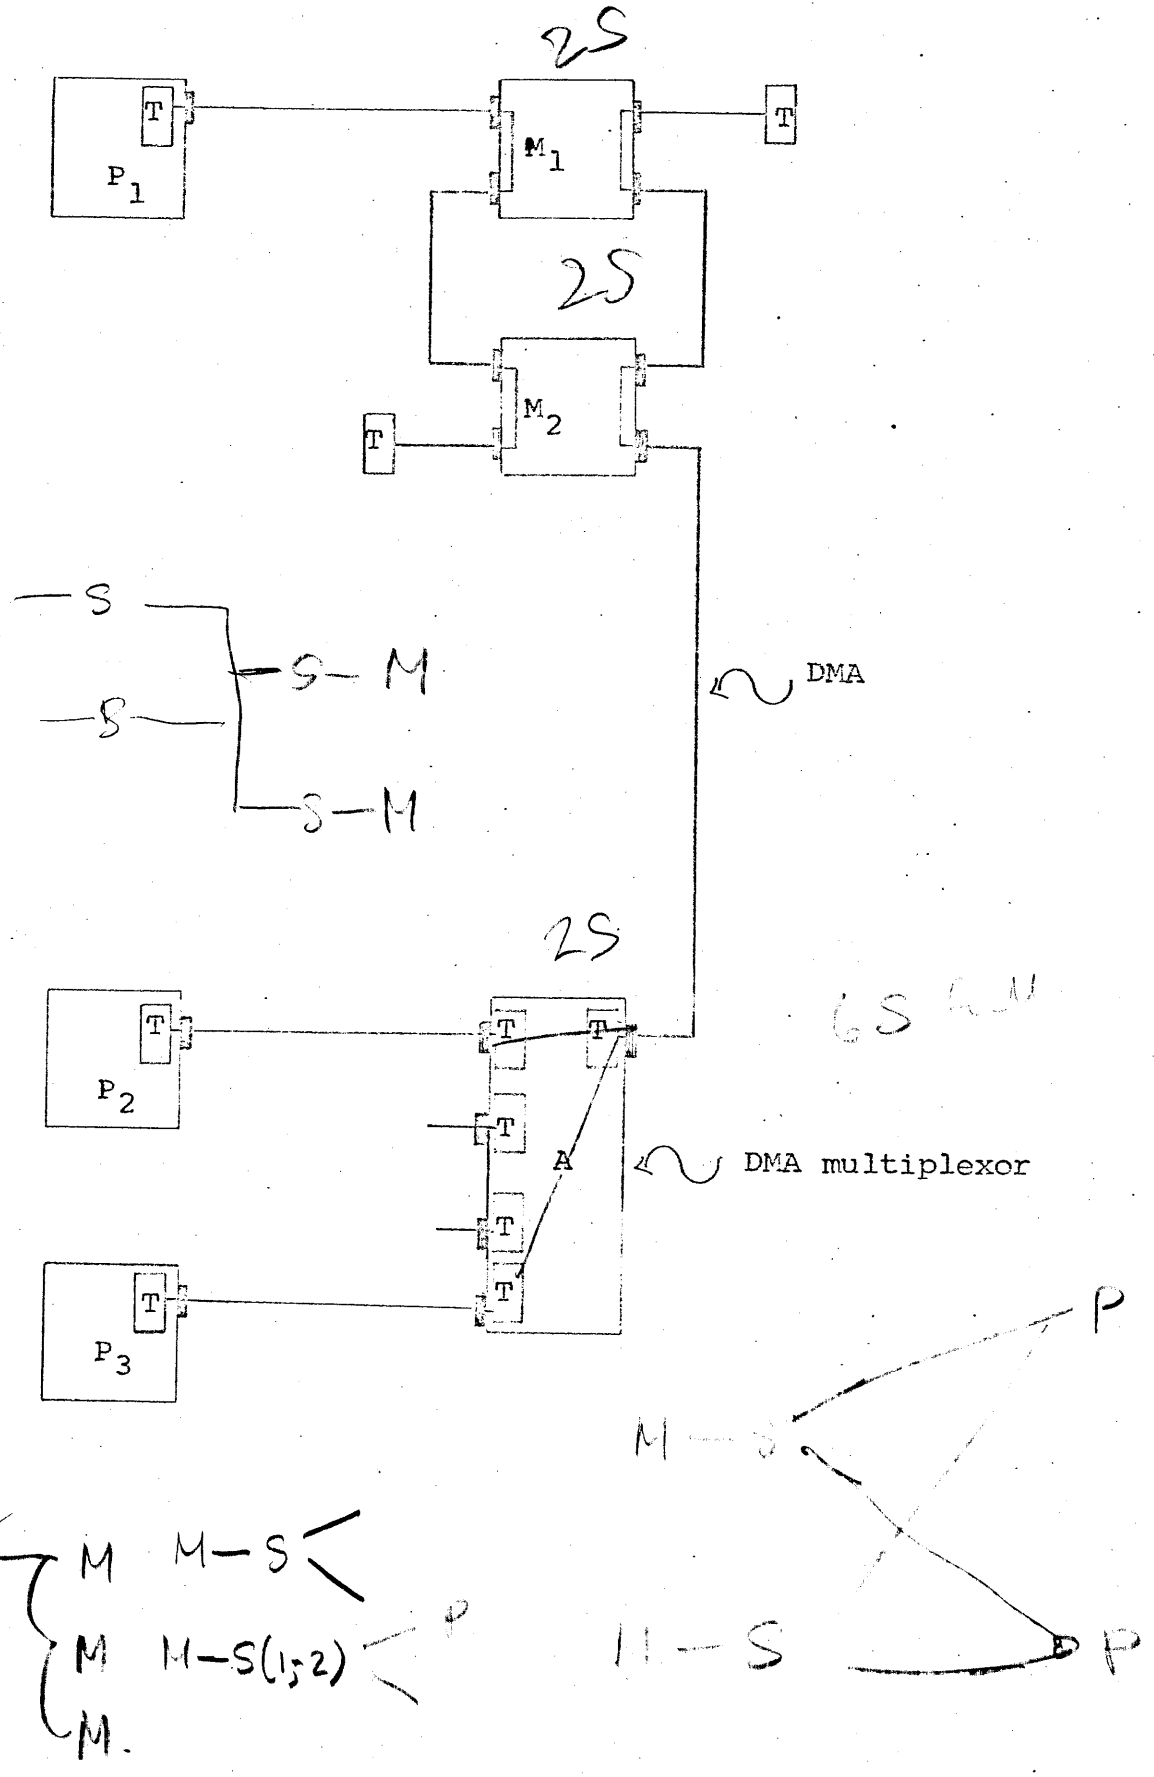 2S
T
P1
M1
T
2S
M2
T
— S
S — M
DMA
— S —
S — M
2S
T
P2
T
T
6S
T
A
DMA multiplexor
T
T
P3
T
P
M — S
M M — S
M M — S(1;2) P
S P
M.